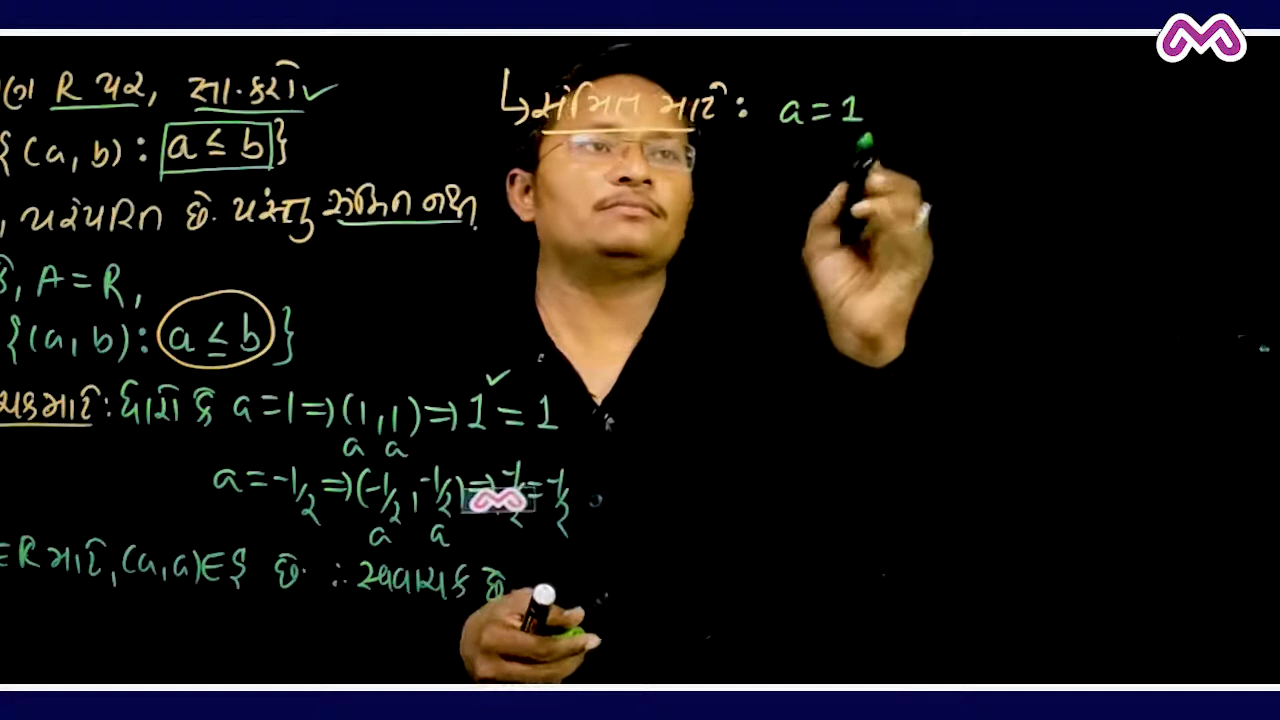 R પર, સા.કરો ✓
{(a, b) : a ≤ b}
, પરંપરિત છે. પરંતુ સંમિત નથી.
કે, A = R,
{(a, b) : a ≤ b}
માટે : ધારો કે a = 1 ⇒ (1, 1) ⇒ 1 = 1 ✓
a a
a = -1/2 ⇒ (-1/2, -1/2) ⇒ -1/2 = -1/2
a a
∈ R માટે, (a, a) ∈ S છે. ∴ સ્વવાચક છે
↳ સંમિત માટે : a = 1